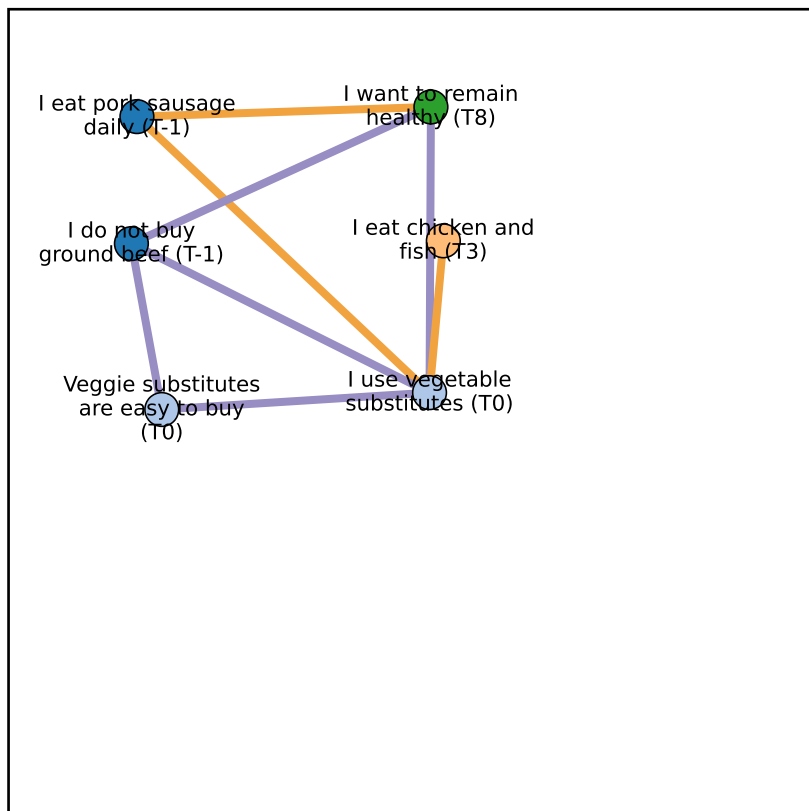 I eat pork sausage
daily (T-1)
I want to remain
healthy (T8)
I do not buy
ground beef (T-1)
I eat chicken and
fish (T3)
Veggie substitutes
are easy to buy
(T0)
I use vegetable
substitutes (T0)